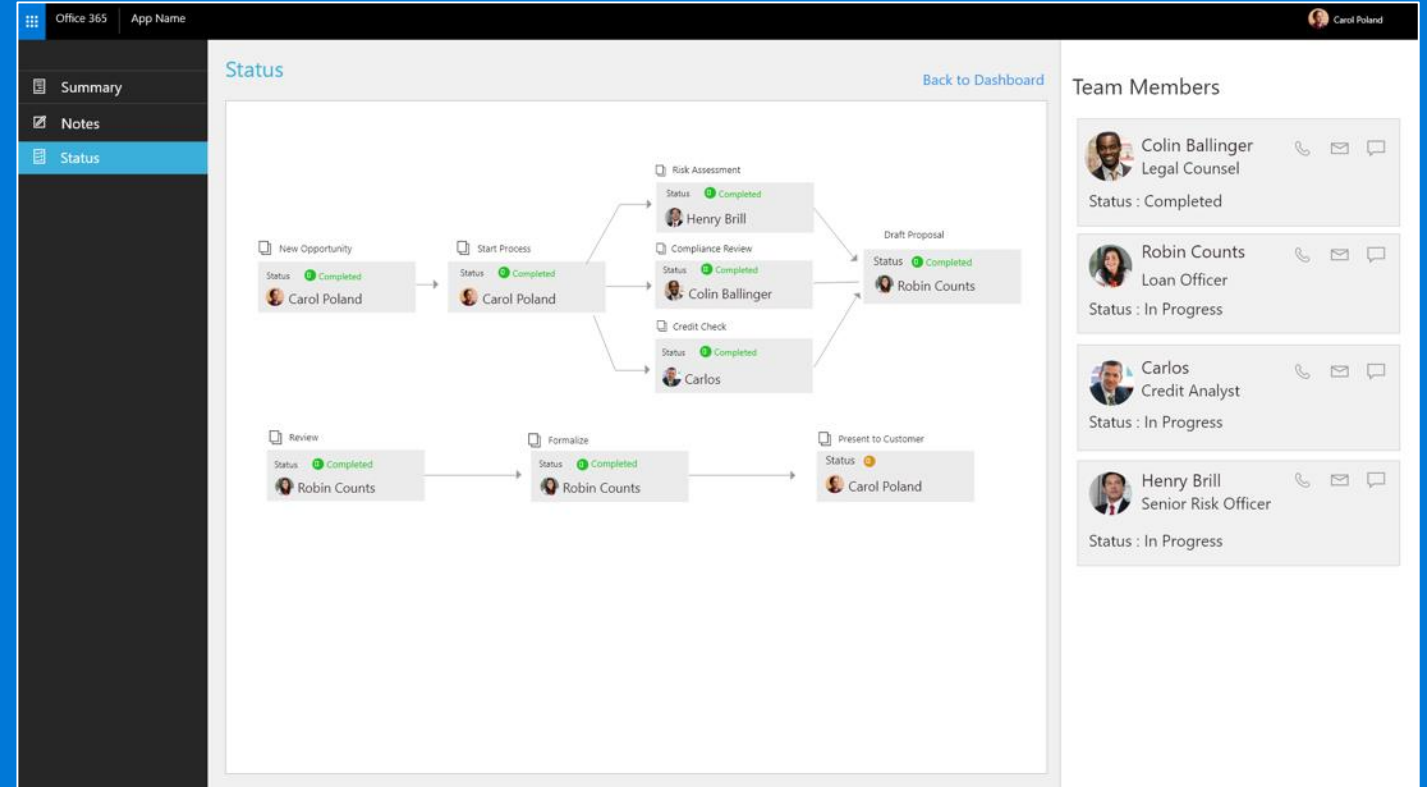 Office 365
App Name
Carol Poland
Summary
Notes
Status
Status
Back to Dashboard
New Opportunity
Status Completed
Carol Poland
Start Process
Status Completed
Carol Poland
Risk Assessment
Status Completed
Henry Brill
Compliance Review
Status Completed
Colin Ballinger
Credit Check
Status Completed
Carlos
Draft Proposal
Status Completed
Robin Counts
Review
Status Completed
Robin Counts
Formalize
Status Completed
Robin Counts
Present to Customer
Status
Carol Poland
Team Members
Colin Ballinger
Legal Counsel
Status : Completed
Robin Counts
Loan Officer
Status : In Progress
Carlos
Credit Analyst
Status : In Progress
Henry Brill
Senior Risk Officer
Status : In Progress